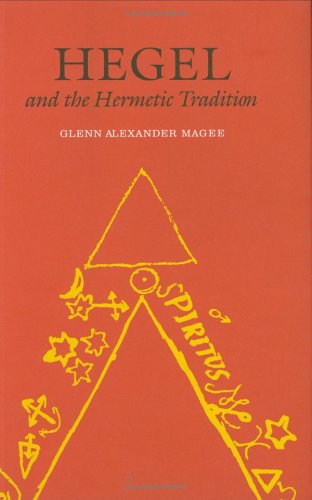 HEGEL
and the Hermetic Tradition
GLENN ALEXANDER MAGEE
SPIRITUS